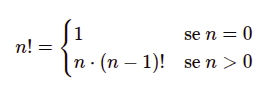 n! = { 1 se n = 0
n · (n − 1)! se n > 0